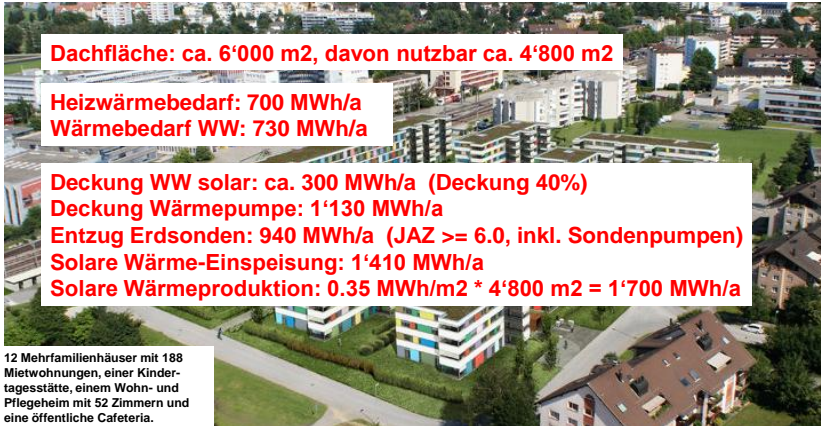 Dachfläche: ca. 6‘000 m2, davon nutzbar ca. 4‘800 m2
Heizwärmebedarf: 700 MWh/a
Wärmebedarf WW: 730 MWh/a
Deckung WW solar: ca. 300 MWh/a (Deckung 40%)
Deckung Wärmepumpe: 1‘130 MWh/a
Entzug Erdsonden: 940 MWh/a (JAZ >= 6.0, inkl. Sondenpumpen)
Solare Wärme-Einspeisung: 1‘410 MWh/a
Solare Wärmeproduktion: 0.35 MWh/m2 * 4‘800 m2 = 1‘700 MWh/a
12 Mehrfamilienhäuser mit 188
Mietwohnungen, einer Kinder-
tagesstätte, einem Wohn- und
Pflegeheim mit 52 Zimmern und
eine öffentliche Cafeteria.